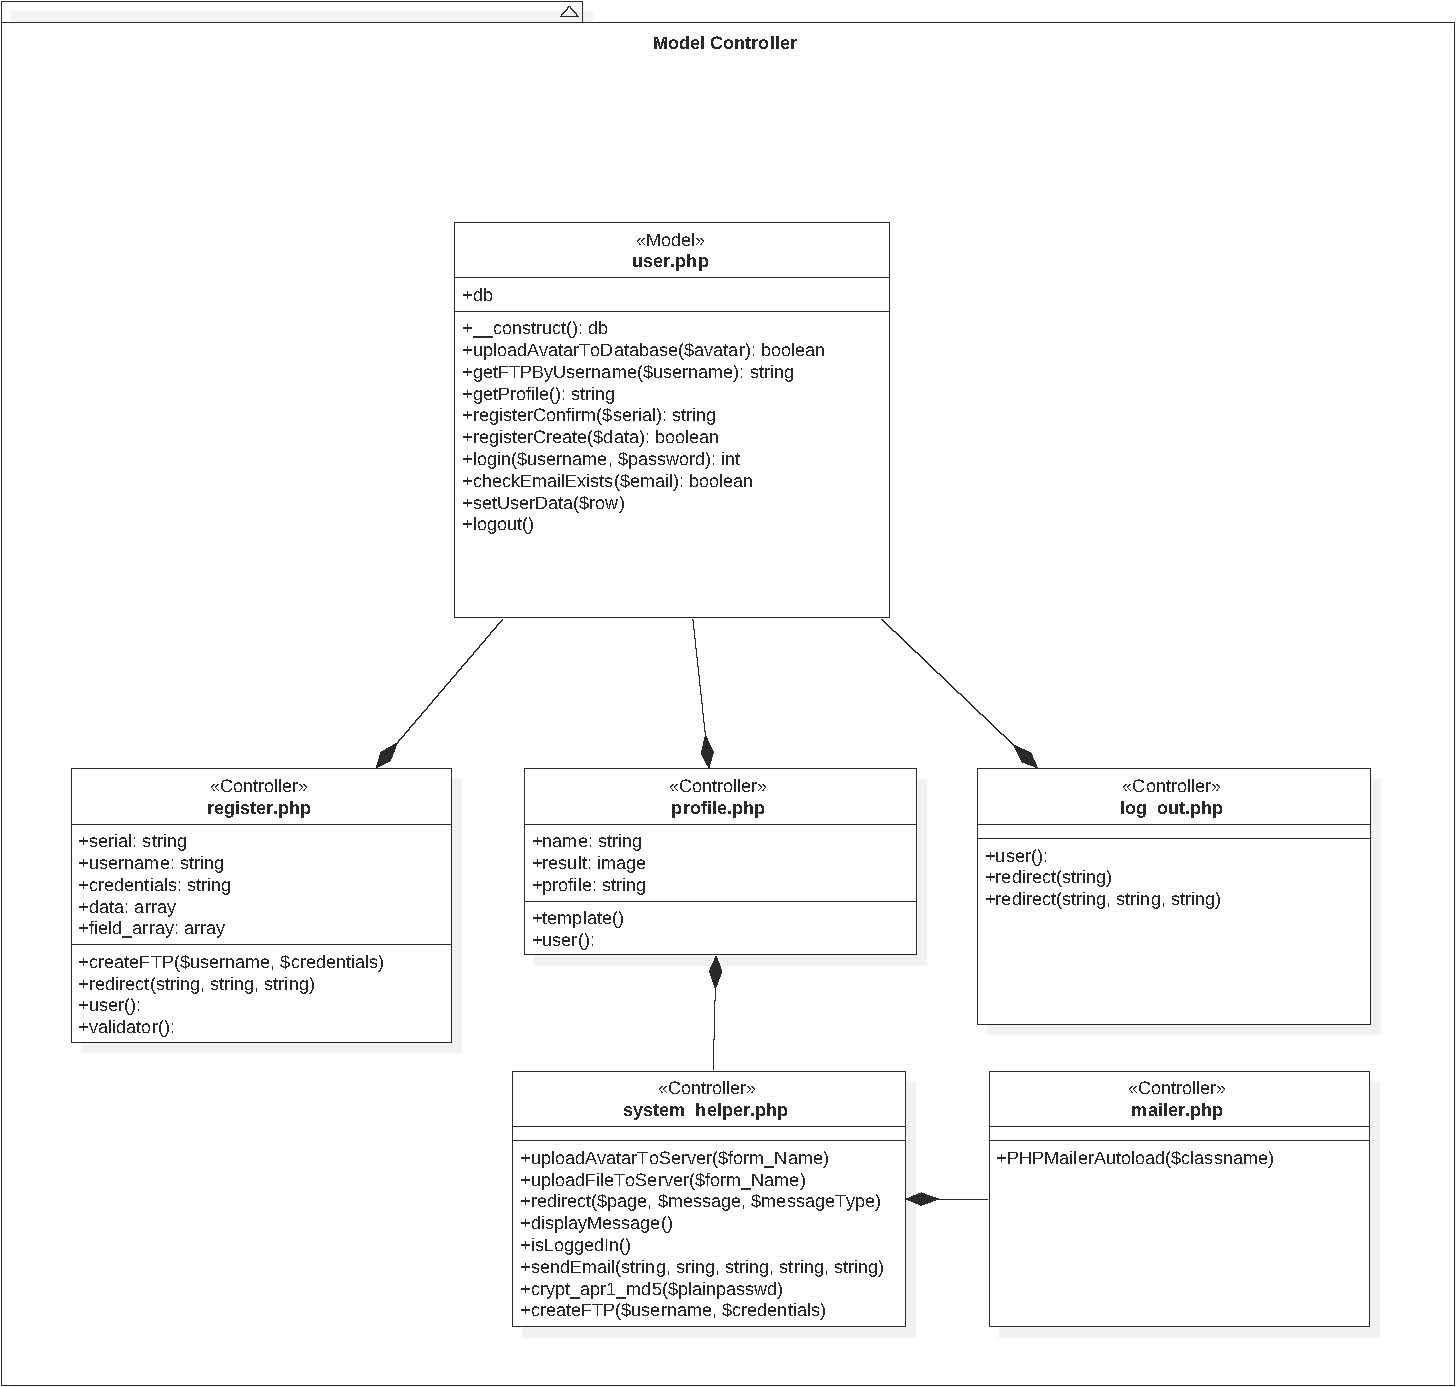 Model Controller
«Model»
user.php
+db
+__construct(): db
+uploadAvatarToDatabase($avatar): boolean
+getFTPByUsername($username): string
+getProfile(): string
+registerConfirm($serial): string
+registerCreate($data): boolean
+login($username, $password): int
+checkEmailExists($email): boolean
+setUserData($row)
+logout()
«Controller»
register.php
+serial: string
+username: string
+credentials: string
+data: array
+field_array: array
+createFTP($username, $credentials)
+redirect(string, string, string)
+user():
+validator():
«Controller»
profile.php
+name: string
+result: image
+profile: string
+template()
+user():
«Controller»
log out.php
+user():
+redirect(string)
+redirect(string, string, string)
«Controller»
system helper.php
+uploadAvatarToServer($form_Name)
+uploadFileToServer($form_Name)
+redirect($page, $message, $messageType)
+displayMessage()
+isLoggedIn()
+sendEmail(string, sring, string, string, string)
+crypt_apr1_md5($plainpasswd)
+createFTP($username, $credentials)
«Controller»
mailer.php
+PHPMailerAutoload($classname)